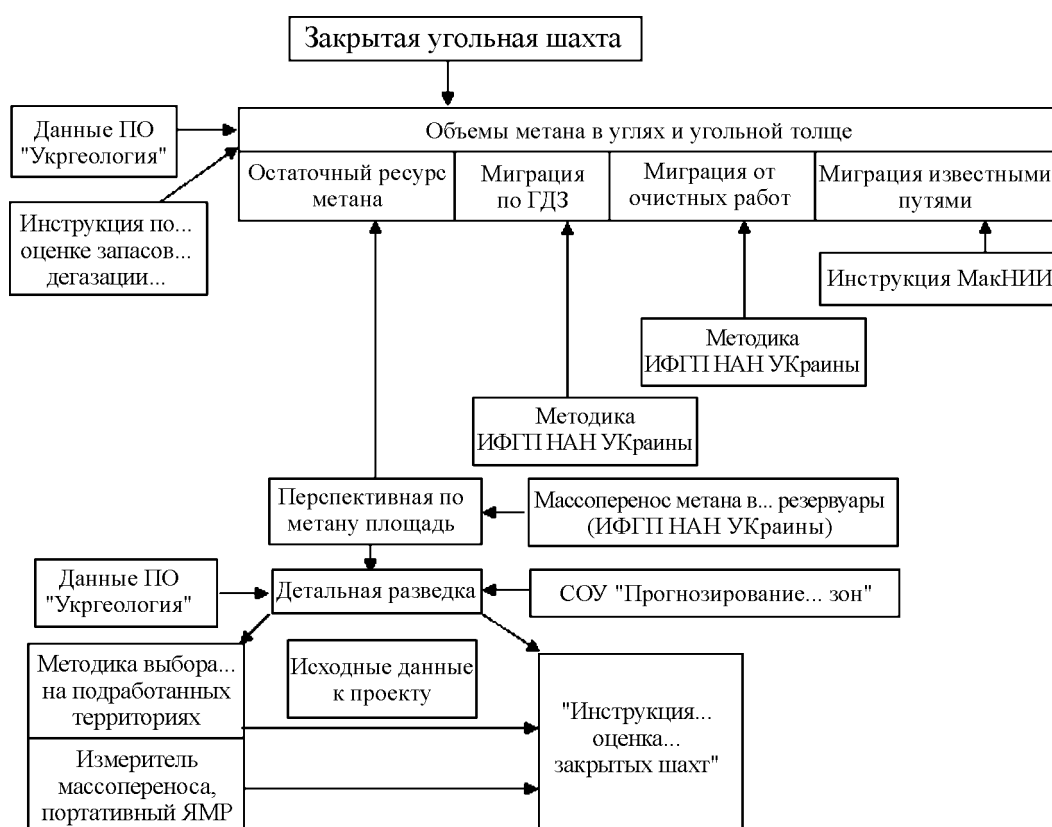 Закрытая угольная шахта
Данные ПО
"Укргеология"
Объемы метана в углях и угольной толще
Остаточный ресурс
метана
Миграция
по ГДЗ
Миграция от
очистных работ
Миграция известными
путями
Инструкция по...
оценке запасов...
дегазации...
Инструкция МакНИИ
Методика
ИФГП НАН УКраины
Методика
ИФГП НАН УКраины
Перспективная по
метану площадь
Массоперенос метана в... резервуары
(ИФГП НАН УКраины)
Данные ПО
"Укргеология"
Детальная разведка
СОУ "Прогнозирование... зон"
Методика выбора...
на подработанных
территориях
Исходные данные
к проекту
"Инструкция...
оценка...
закрытых шахт"
Измеритель
массопереноса,
портативный ЯМР